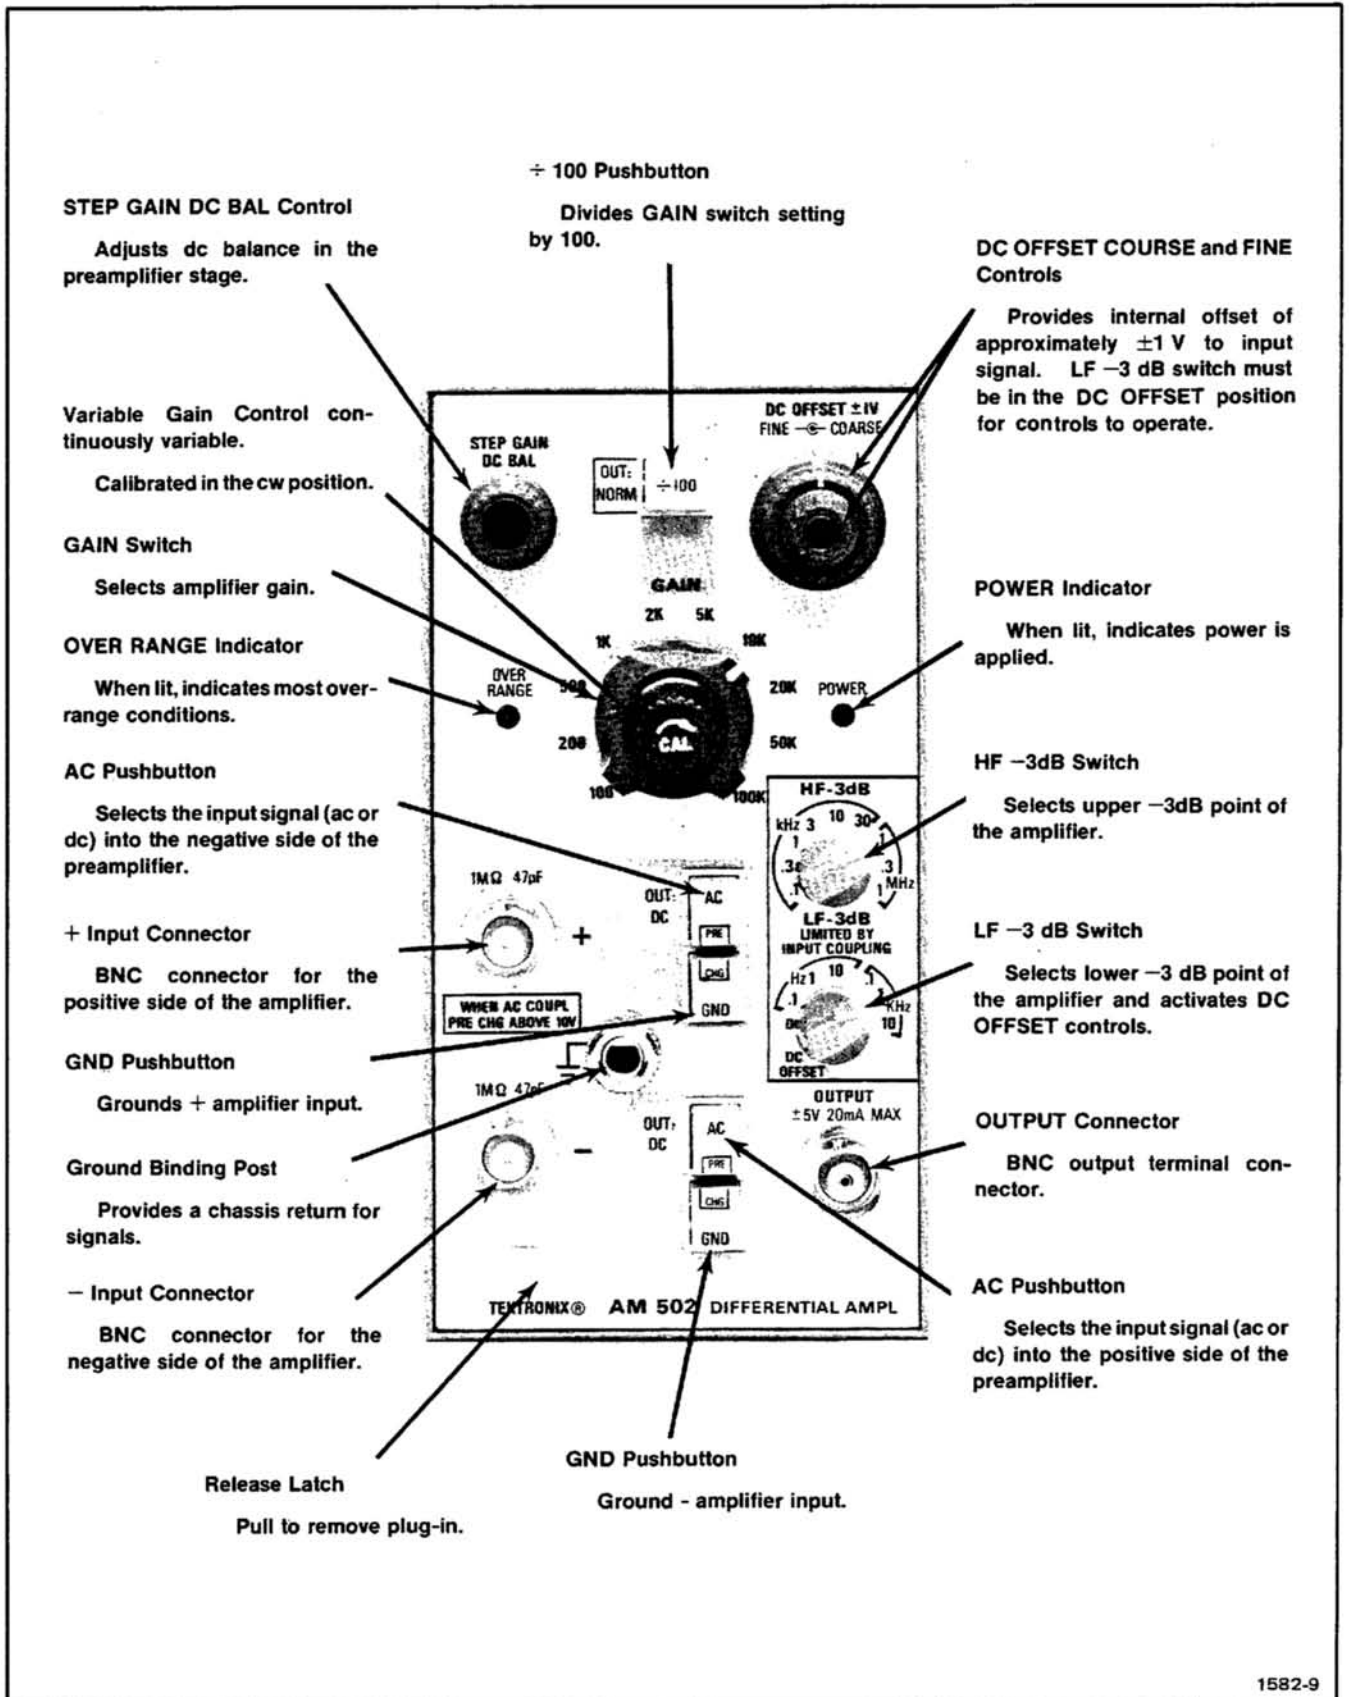 ÷ 100 Pushbutton
Divides GAIN switch setting
by 100.
STEP GAIN DC BAL Control
Adjusts dc balance in the
preamplifier stage.
Variable Gain Control con-
tinuously variable.
Calibrated in the cw position.
GAIN Switch
Selects amplifier gain.
OVER RANGE Indicator
When lit, indicates most over-
range conditions.
AC Pushbutton
Selects the input signal (ac or
dc) into the negative side of the
preamplifier.
+ Input Connector
BNC connector for the
positive side of the amplifier.
GND Pushbutton
Grounds + amplifier input.
Ground Binding Post
Provides a chassis return for
signals.
− Input Connector
BNC connector for the
negative side of the amplifier.
Release Latch
Pull to remove plug-in.
DC OFFSET COURSE and FINE
Controls
Provides internal offset of
approximately ±1 V to input
signal. LF −3 dB switch must
be in the DC OFFSET position
for controls to operate.
POWER Indicator
When lit, indicates power is
applied.
HF −3dB Switch
Selects upper −3dB point of
the amplifier.
LF −3 dB Switch
Selects lower −3 dB point of
the amplifier and activates DC
OFFSET controls.
OUTPUT Connector
BNC output terminal con-
nector.
AC Pushbutton
Selects the input signal (ac or
dc) into the positive side of the
preamplifier.
GND Pushbutton
Ground - amplifier input.
STEP GAIN
DC BAL
OUT:
NORM
÷100
DC OFFSET ±1V
FINE COARSE
GAIN
2K 5K
1K 10K
500 20K
200 50K
100 100K
CAL
OVER
RANGE
POWER
HF-3dB
kHz 3 10 30
.1 .3 1 .1 .3 1 MHz
LF-3dB
LIMITED BY
INPUT COUPLING
Hz 1 10 .1
.1 1 KHz
10
DC
OFFSET
1MΩ 47pF
+
OUT:
DC
AC
PRE
CHG
GND
WHEN AC COUPL
PRE CHG ABOVE 10V
1MΩ 47pF
−
OUT:
DC
AC
PRE
CHG
GND
OUTPUT
±5V 20mA MAX
TEKTRONIX® AM 502 DIFFERENTIAL AMPL
1582-9